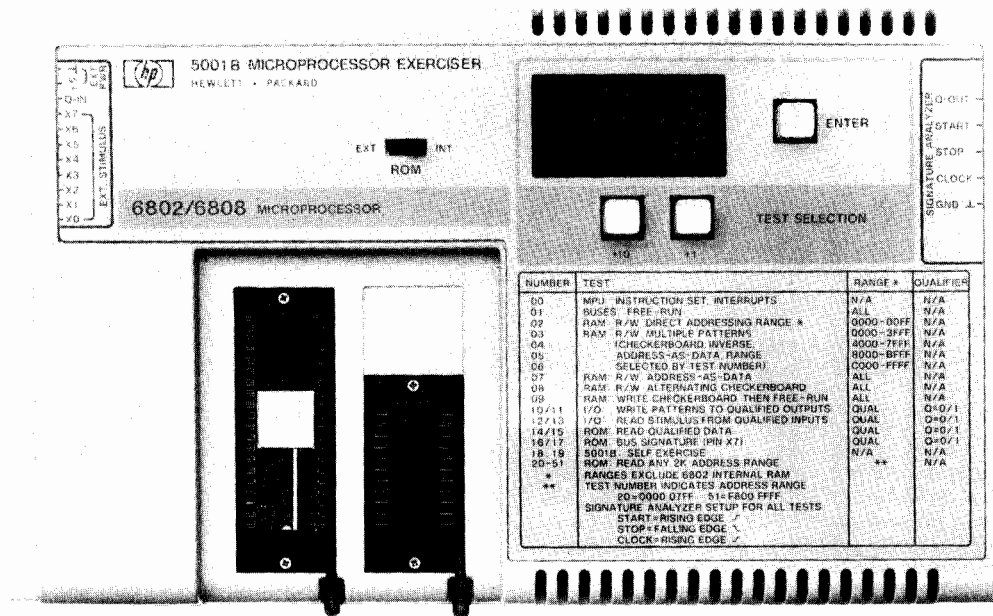 hp
5001B MICROPROCESSOR EXERCISER
HEWLETT • PACKARD
EXT PWR
Q-IN
X7
X6
X5
X4
X3
X2
X1
X0
EXT. STIMULUS
EXT INT
ROM
6802/6808 MICROPROCESSOR
ENTER
+10 +1
TEST SELECTION
SIGNATURE ANALYZER
Q-OUT
START
STOP
CLOCK
GND
NUMBER TEST RANGE * QUALIFIER
00 MPU: INSTRUCTION SET, INTERRUPTS N/A N/A
01 BUSES: FREE-RUN ALL N/A
02 RAM: R/W DIRECT ADDRESSING RANGE * 0000-00FF N/A
03 RAM: R/W MULTIPLE PATTERNS 0000-3FFF N/A
04 (CHECKERBOARD, INVERSE, 4000-7FFF N/A
05 ADDRESS-AS-DATA, RANGE 8000-BFFF N/A
06 SELECTED BY TEST NUMBER) C000-FFFF N/A
07 RAM: R/W ADDRESS-AS-DATA ALL N/A
08 RAM: R/W ALTERNATING CHECKERBOARD ALL N/A
09 RAM: WRITE CHECKERBOARD THEN FREE-RUN ALL N/A
10/11 I/O: WRITE PATTERNS TO QUALIFIED OUTPUTS QUAL Q=0/1
12/13 I/O: READ STIMULUS FROM QUALIFIED INPUTS QUAL Q=0/1
14/15 ROM: READ QUALIFIED DATA QUAL Q=0/1
16/17 ROM: BUS SIGNATURE (PIN X7) QUAL Q=0/1
18, 19 5001B: SELF EXERCISE N/A N/A
20-51 ROM: READ ANY 2K ADDRESS RANGE ** N/A
* RANGES EXCLUDE 6802 INTERNAL RAM
** TEST NUMBER INDICATES ADDRESS RANGE
20=0000-07FF 51=F800-FFFF
SIGNATURE ANALYZER SETUP FOR ALL TESTS
START=RISING EDGE
STOP=FALLING EDGE
CLOCK=RISING EDGE